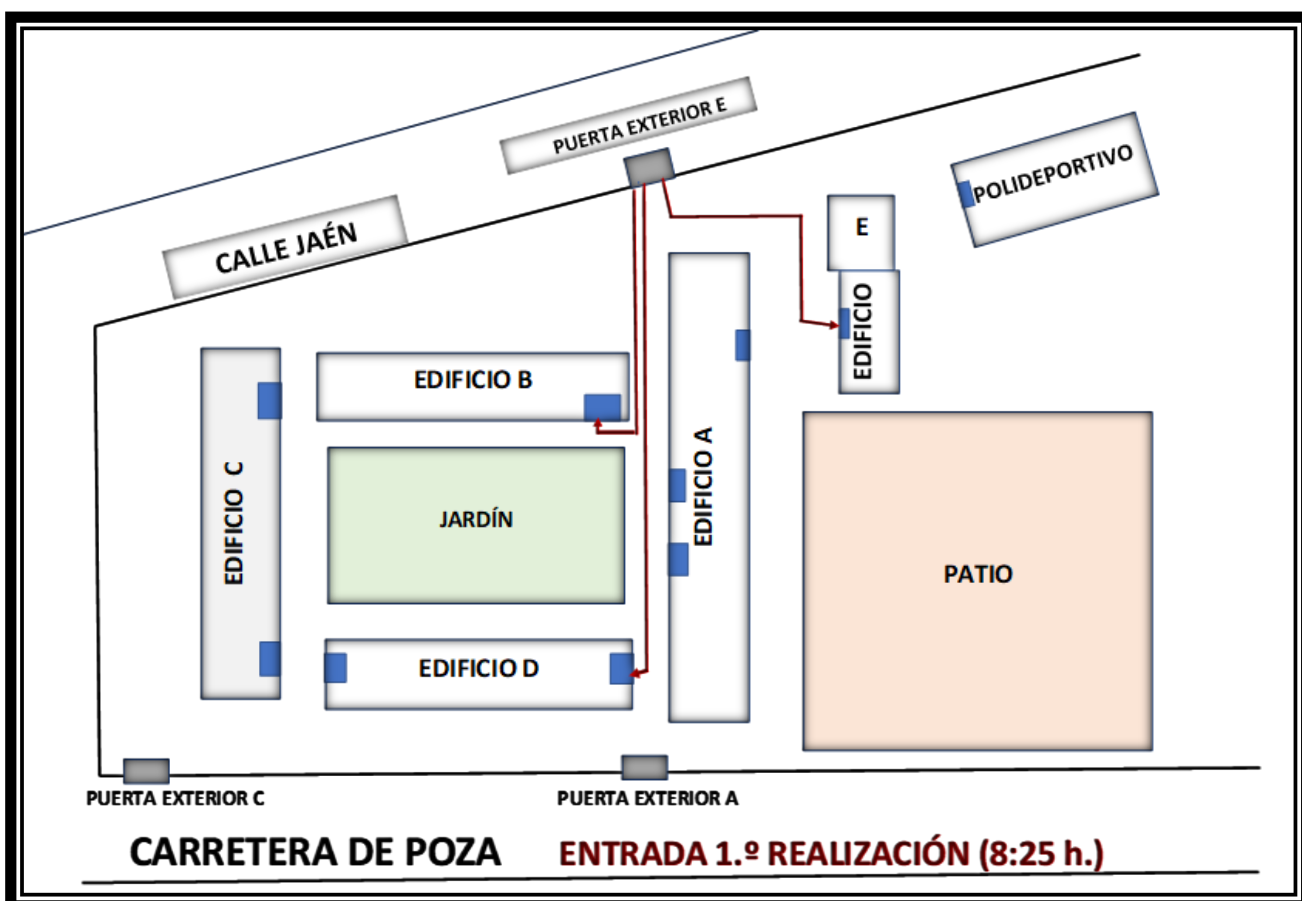 PUERTA EXTERIOR E
POLIDEPORTIVO
CALLE JAÉN
E
EDIFICIO
EDIFICIO B
EDIFICIO A
EDIFICIO C
JARDÍN
PATIO
EDIFICIO D
PUERTA EXTERIOR C
PUERTA EXTERIOR A
CARRETERA DE POZA
ENTRADA 1.º REALIZACIÓN (8:25 h.)